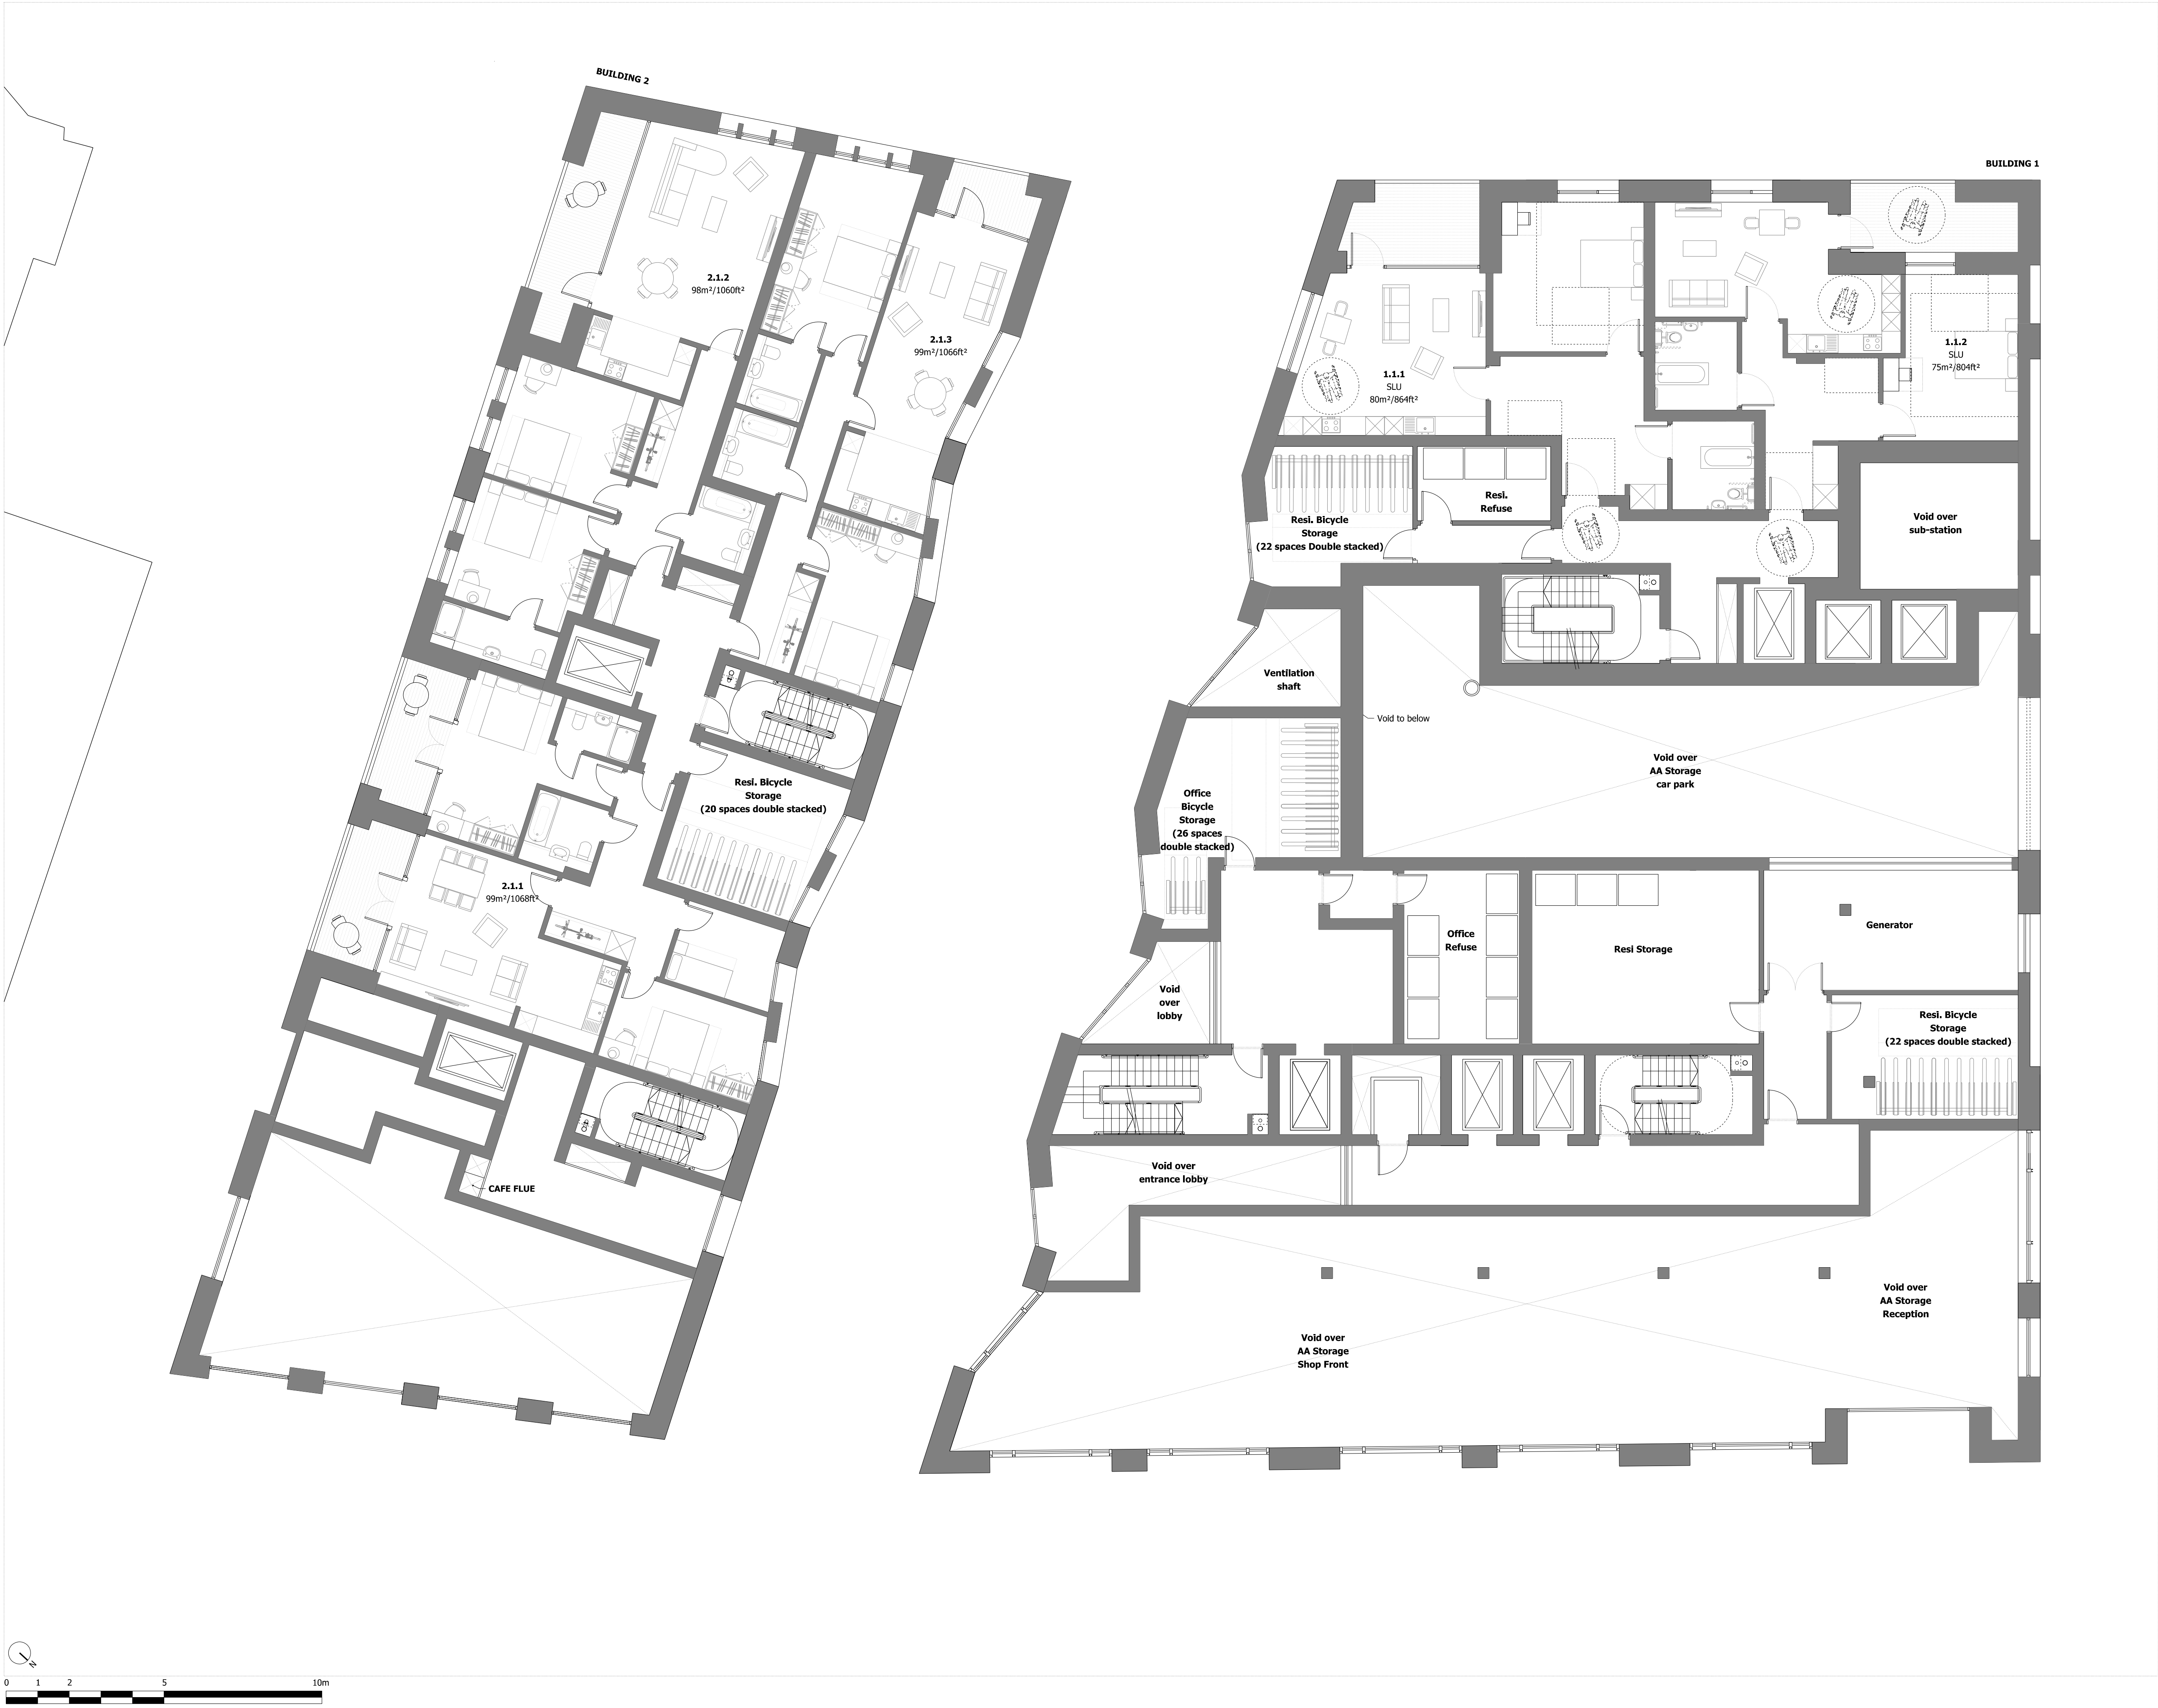 BUILDING 2
BUILDING 1
2.1.2
98m²/1060ft²
2.1.3
99m²/1066ft²
1.1.1
SLU
80m²/864ft²
1.1.2
SLU
75m²/804ft²
Resi. Bicycle
Storage
(22 spaces Double stacked)
Resi.
Refuse
Void over
sub-station
Ventilation
shaft
Void to below
Void over
AA Storage
car park
Resi. Bicycle
Storage
(20 spaces double stacked)
Office
Bicycle
Storage
(26 spaces
double stacked)
2.1.1
99m²/1068ft²
Office
Refuse
Resi Storage
Generator
Void
over
lobby
Resi. Bicycle
Storage
(22 spaces double stacked)
CAFE FLUE
Void over
entrance lobby
Void over
AA Storage
Reception
Void over
AA Storage
Shop Front
N
0 1 2 5 10m